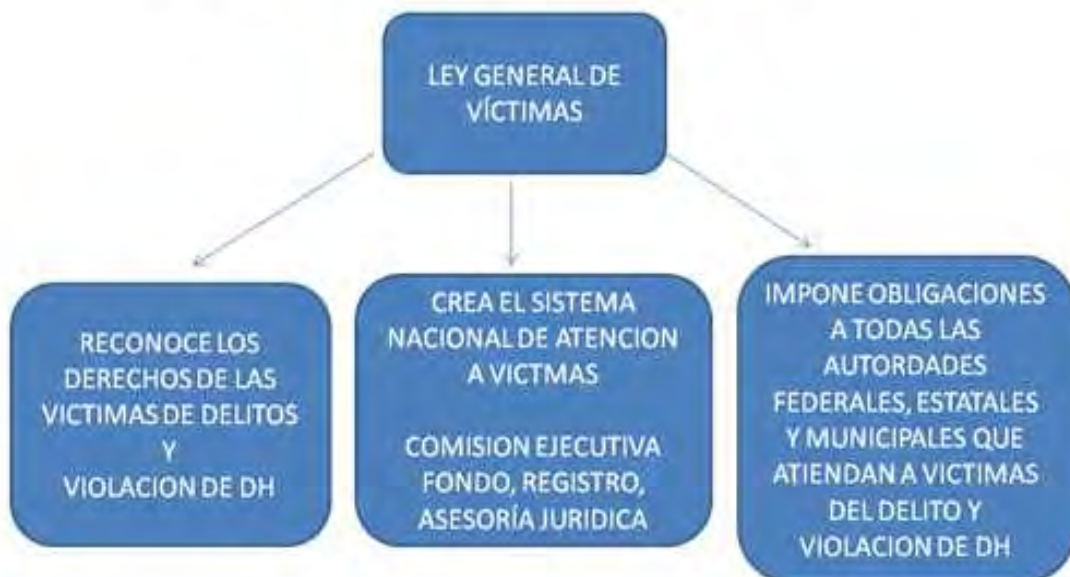 LEY GENERAL DE
VÍCTIMAS
RECONOCE LOS
DERECHOS DE LAS
VICTIMAS DE DELITOS
Y
VIOLACION DE DH
CREA EL SISTEMA
NACIONAL DE ATENCION
A VICTMAS
COMISION EJECUTIVA
FONDO, REGISTRO,
ASESORÍA JURIDICA
IMPONE OBLIGACIONES
A TODAS LAS
AUTORDADES
FEDERALES, ESTATALES
Y MUNICIPALES QUE
ATIENDAN A VICTIMAS
DEL DELITO Y
VIOLACION DE DH